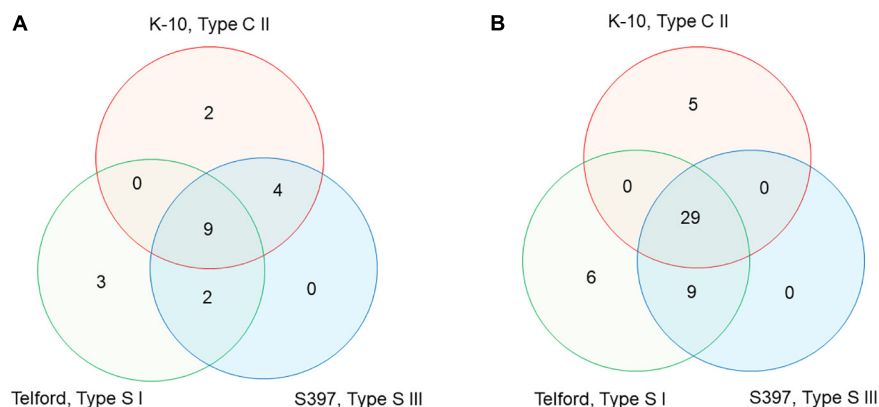 A
K-10, Type C II
2
0
4
9
3
2
0
Telford, Type S I
S397, Type S III
B
K-10, Type C II
5
0
0
29
6
9
0
Telford, Type S I
S397, Type S III